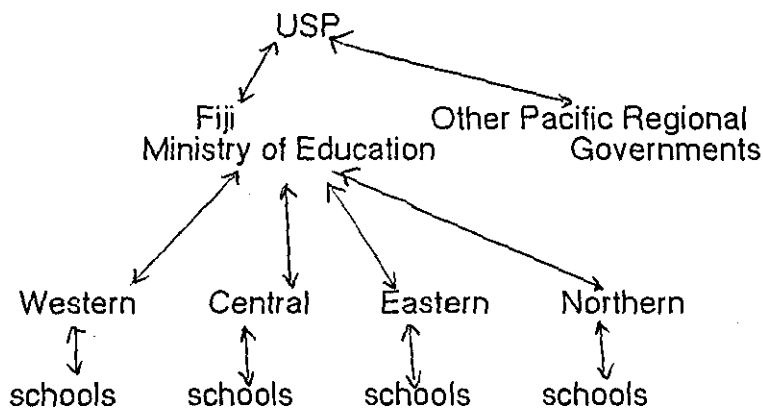 USP
Fiji
Ministry of Education
Other Pacific Regional
Governments
Western Central Eastern Northern
schools schools schools schools